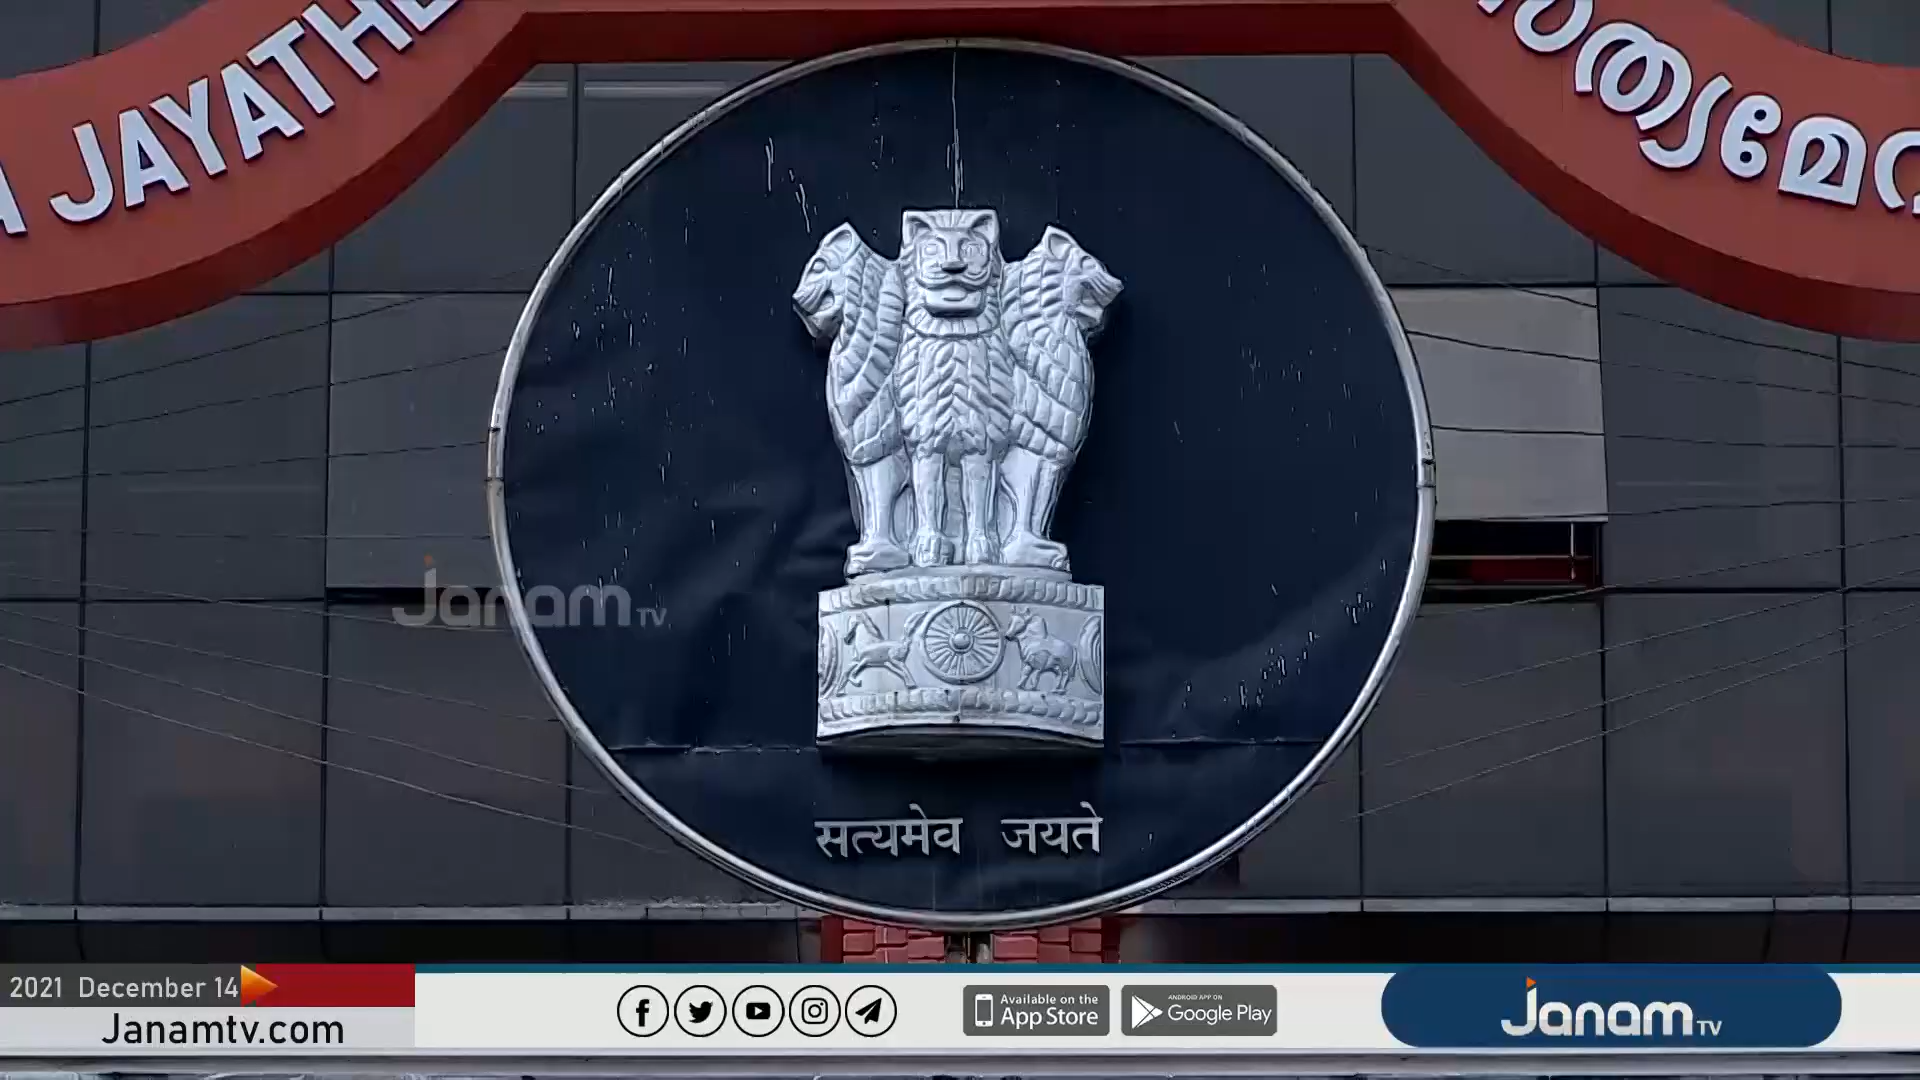 JAYATHE
സത്യമേവ
Janam TV
सत्यमेव जयते
2021 December 14
Janamtv.com
Available on the
App Store
ANDROID APP ON
Google Play
Janam TV